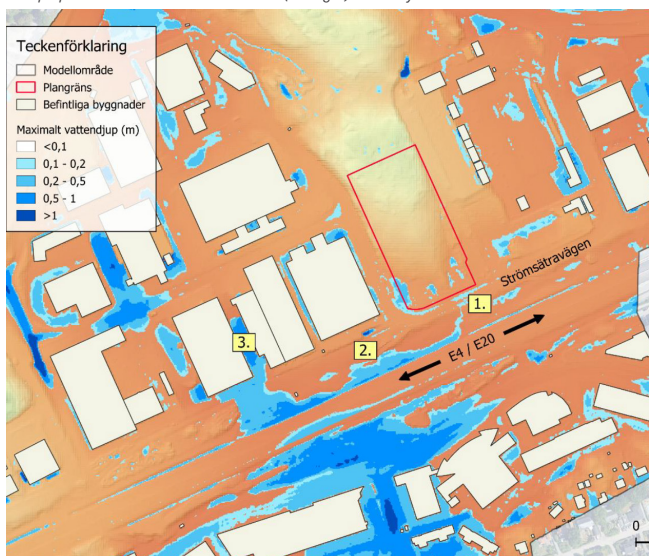 Teckenförklaring
Modellområde
Plangräns
Befintliga byggnader
Maximalt vattendjup (m)
<0,1
0,1 - 0,2
0,2 - 0,5
0,5 - 1
>1
Strömsätravägen
1.
2.
3.
E4 / E20
0